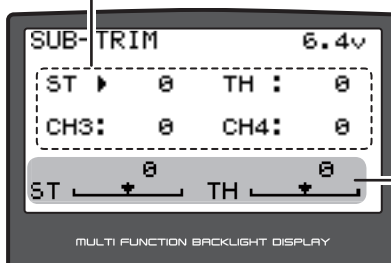 SUB-TRIM 6.4v
ST ▶ 0 TH : 0
CH3: 0 CH4: 0
0 0
ST TH
MULTI FUNCTION BACKLIGHT DISPLAY